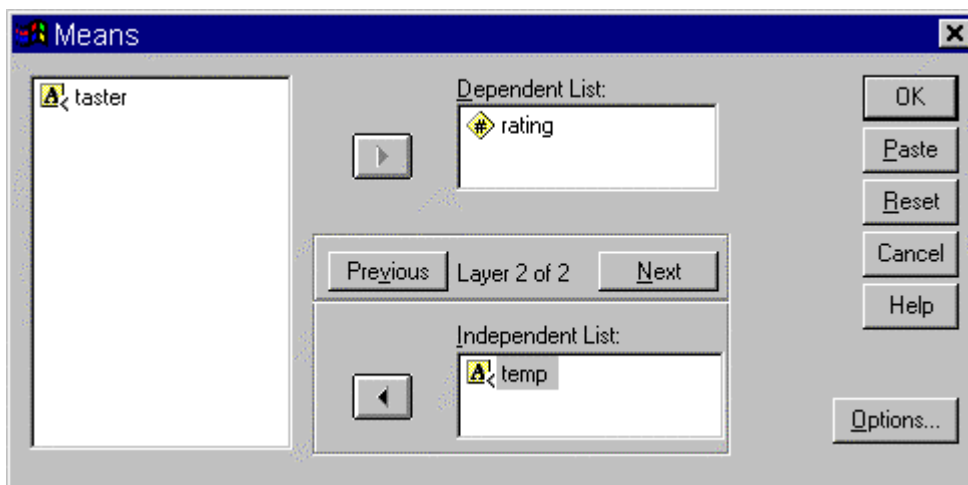 Means
taster
Dependent List:
rating
OK
Paste
Reset
Cancel
Help
Previous
Layer 2 of 2
Next
Independent List:
temp
Options...